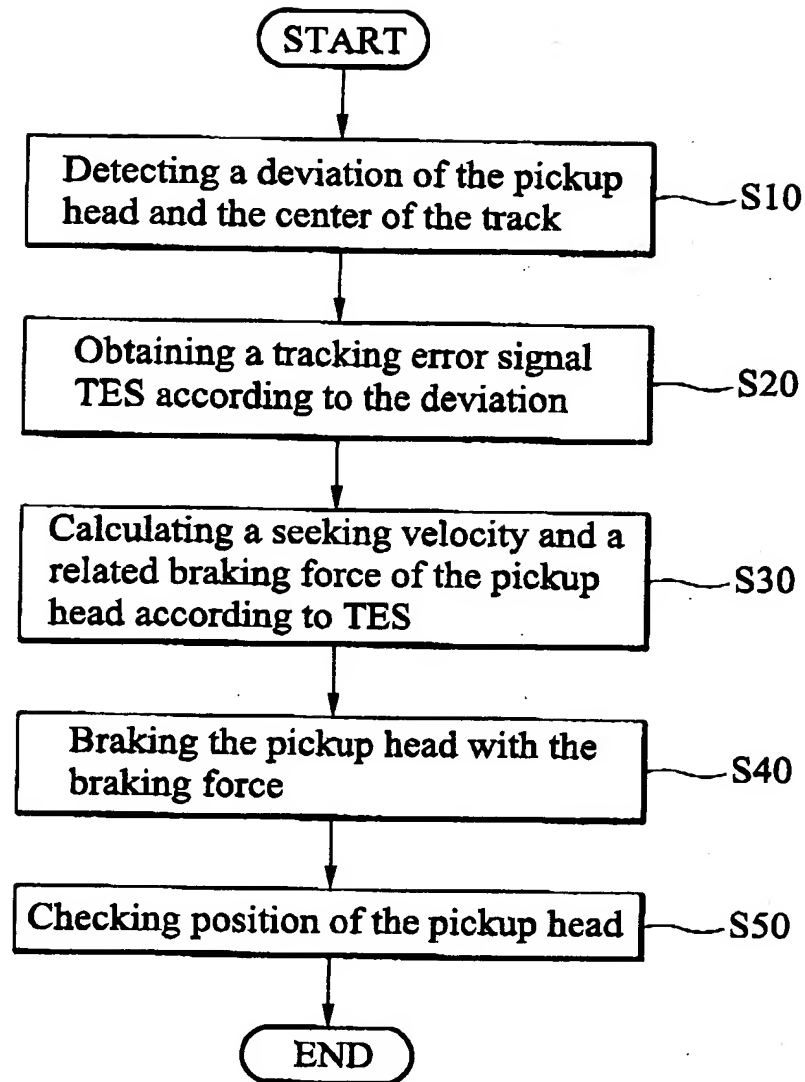 START
Detecting a deviation of the pickup
head and the center of the track
S10
Obtaining a tracking error signal
TES according to the deviation
S20
Calculating a seeking velocity and a
related braking force of the pickup
head according to TES
S30
Braking the pickup head with the
braking force
S40
Checking position of the pickup head
S50
END